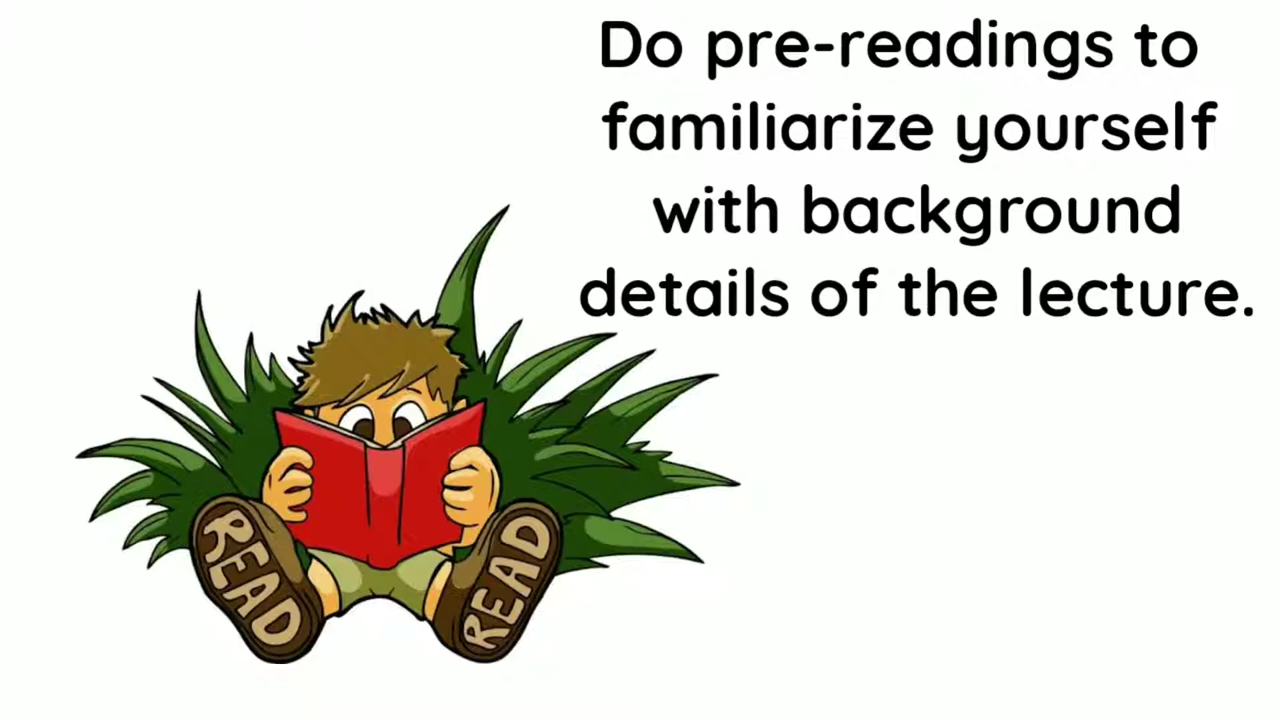 Do pre-readings to
familiarize yourself
with background
details of the lecture.
READ
READ